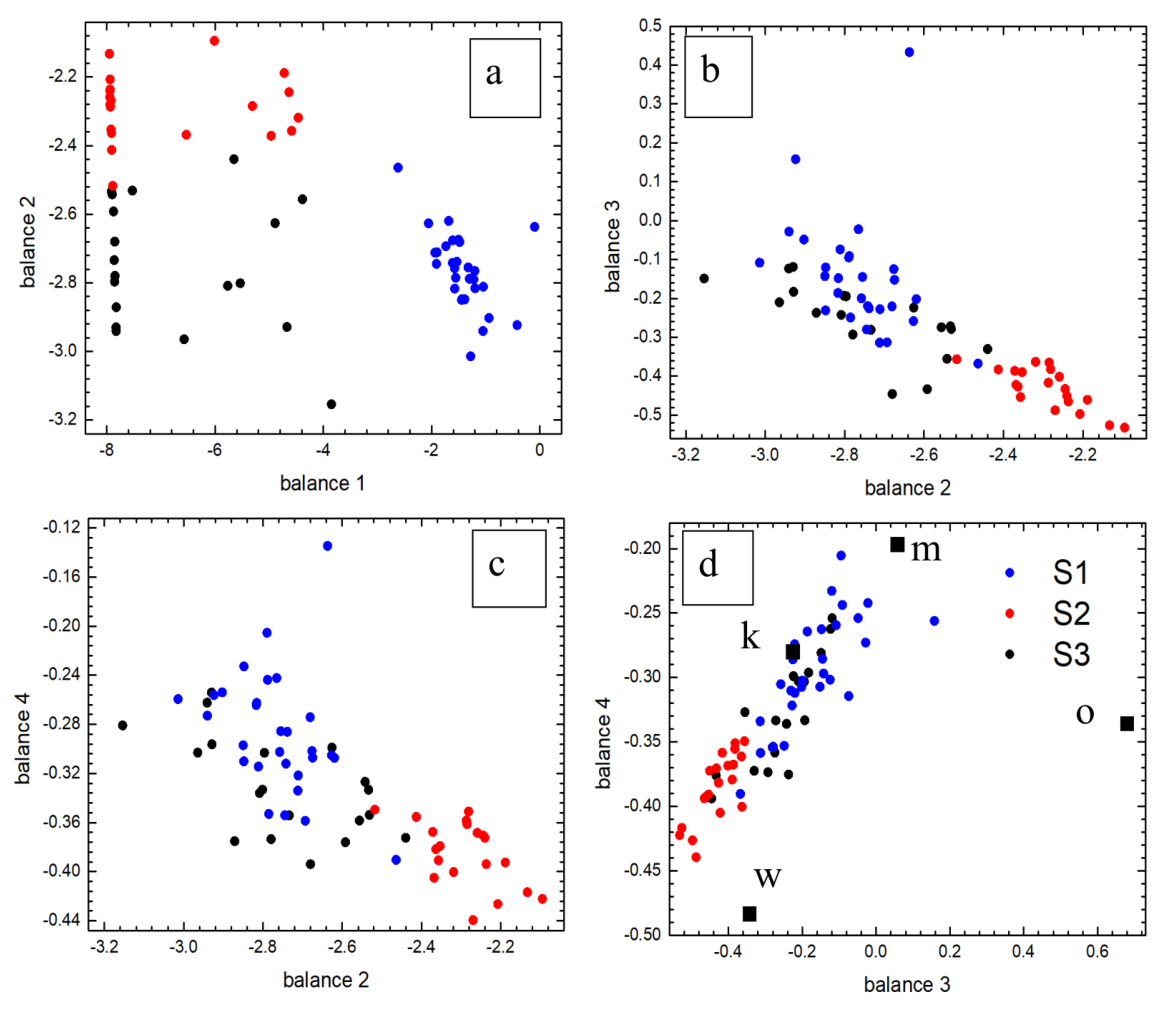 a
-2.2
-2.4
-2.6
-2.8
-3.0
-3.2
balance 2
-8 -6 -4 -2 0
balance 1
b
0.5
0.4
0.3
0.2
0.1
0.0
-0.1
-0.2
-0.3
-0.4
-0.5
balance 3
-3.2 -3.0 -2.8 -2.6 -2.4 -2.2
balance 2
c
-0.12
-0.16
-0.20
-0.24
-0.28
-0.32
-0.36
-0.40
-0.44
balance 4
-3.2 -3.0 -2.8 -2.6 -2.4 -2.2
balance 2
d
m
S1
S2
S3
k
o
w
-0.20
-0.25
-0.30
-0.35
-0.40
-0.45
-0.50
balance 4
-0.4 -0.2 0.0 0.2 0.4 0.6
balance 3